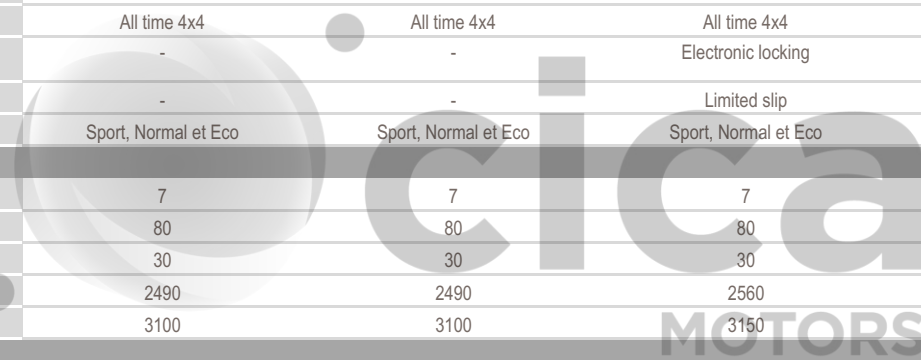 All time 4x4 All time 4x4 All time 4x4
- - Electronic locking
- - Limited slip
Sport, Normal et Eco Sport, Normal et Eco Sport, Normal et Eco
7 7 7
80 80 80
30 30 30
2490 2490 2560
3100 3100 3150
cica
MOTORS